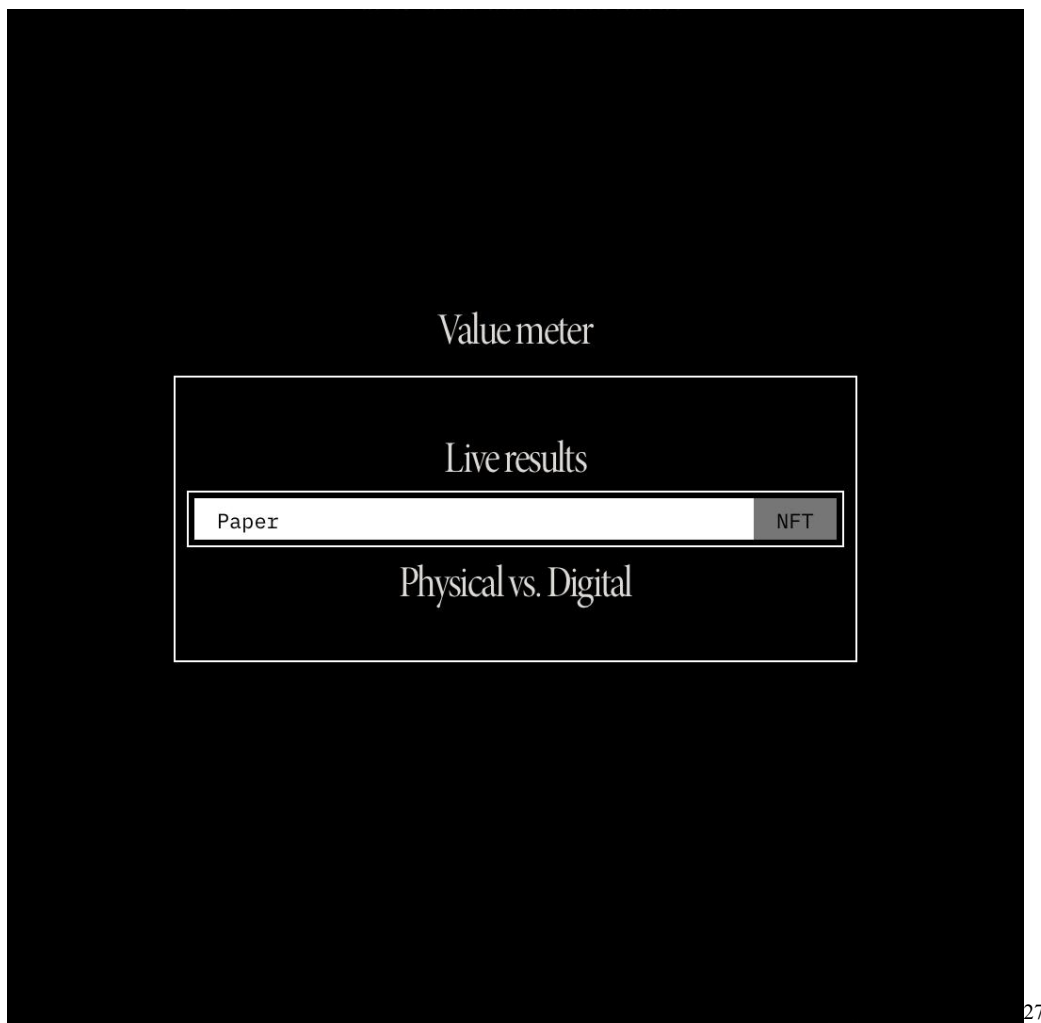 Value meter
Live results
Paper NFT
Physical vs. Digital
27